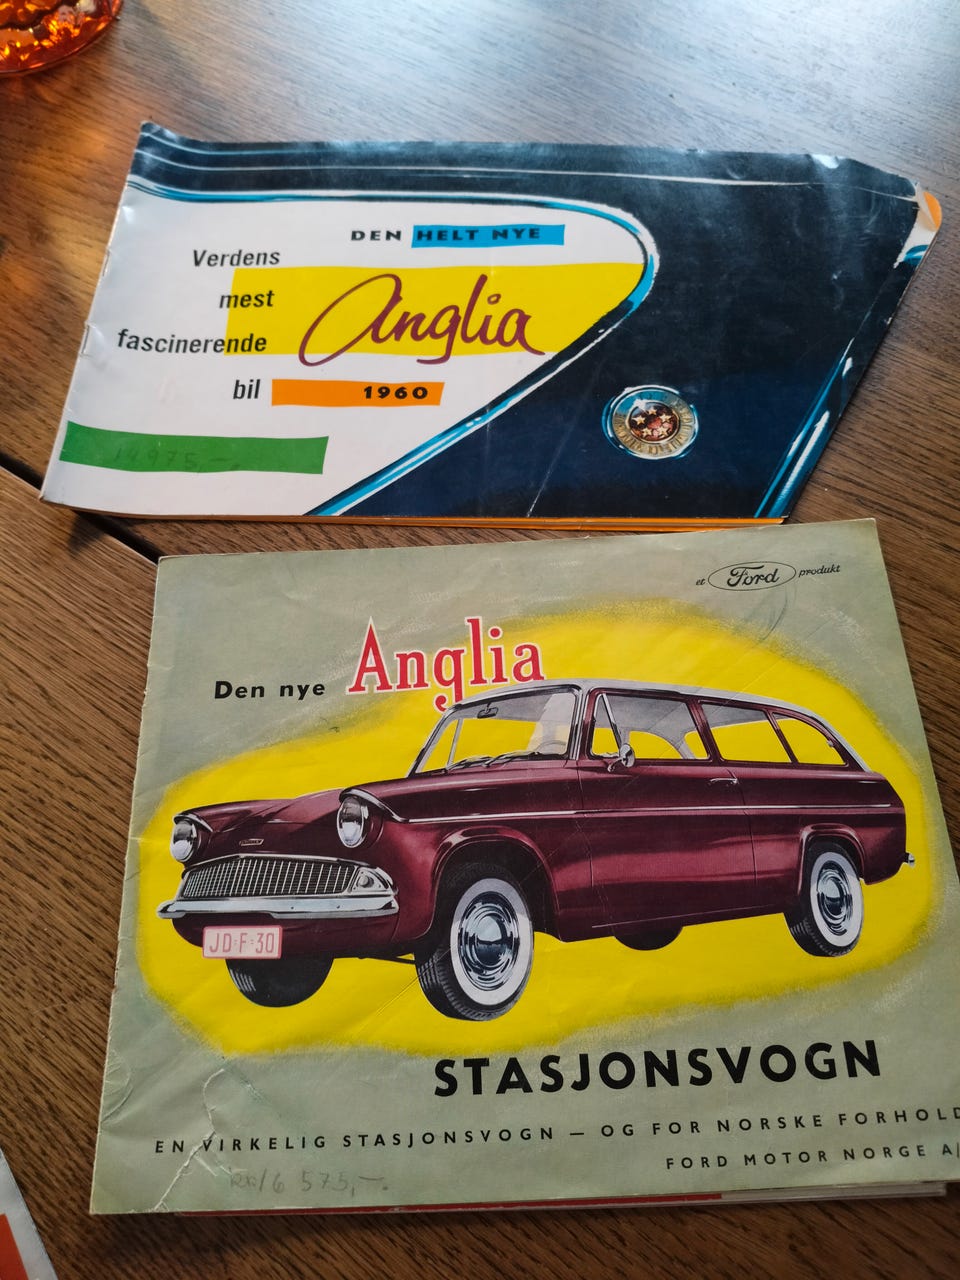 DEN HELT NYE
Verdens
mest
fascinerende
bil
Anglia
1960
et Ford produkt
Den nye Anglia
JD·F·30
STASJONSVOGN
EN VIRKELIG STASJONSVOGN — OG FOR NORSKE FORHOLD
FORD MOTOR NORGE A/
575,-.